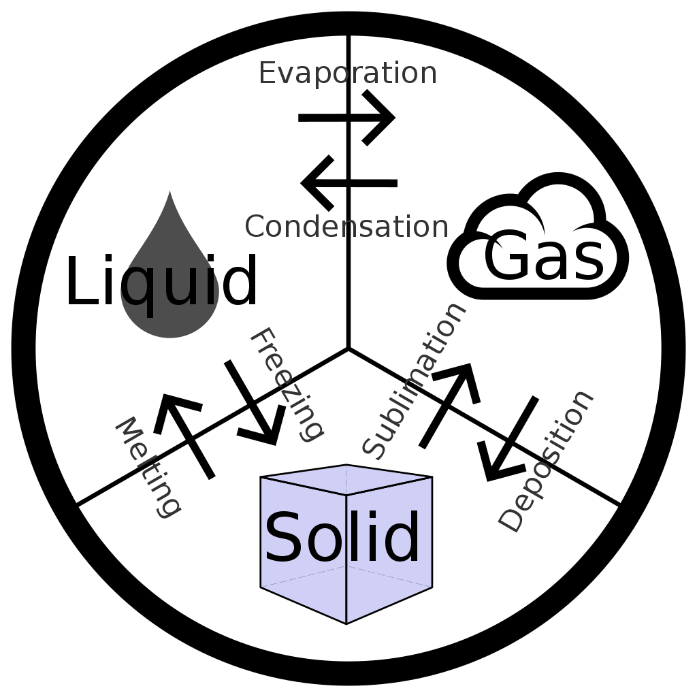 Evaporation
Condensation
Liquid
Gas
Freezing
Sublimation
Melting
Deposition
Solid